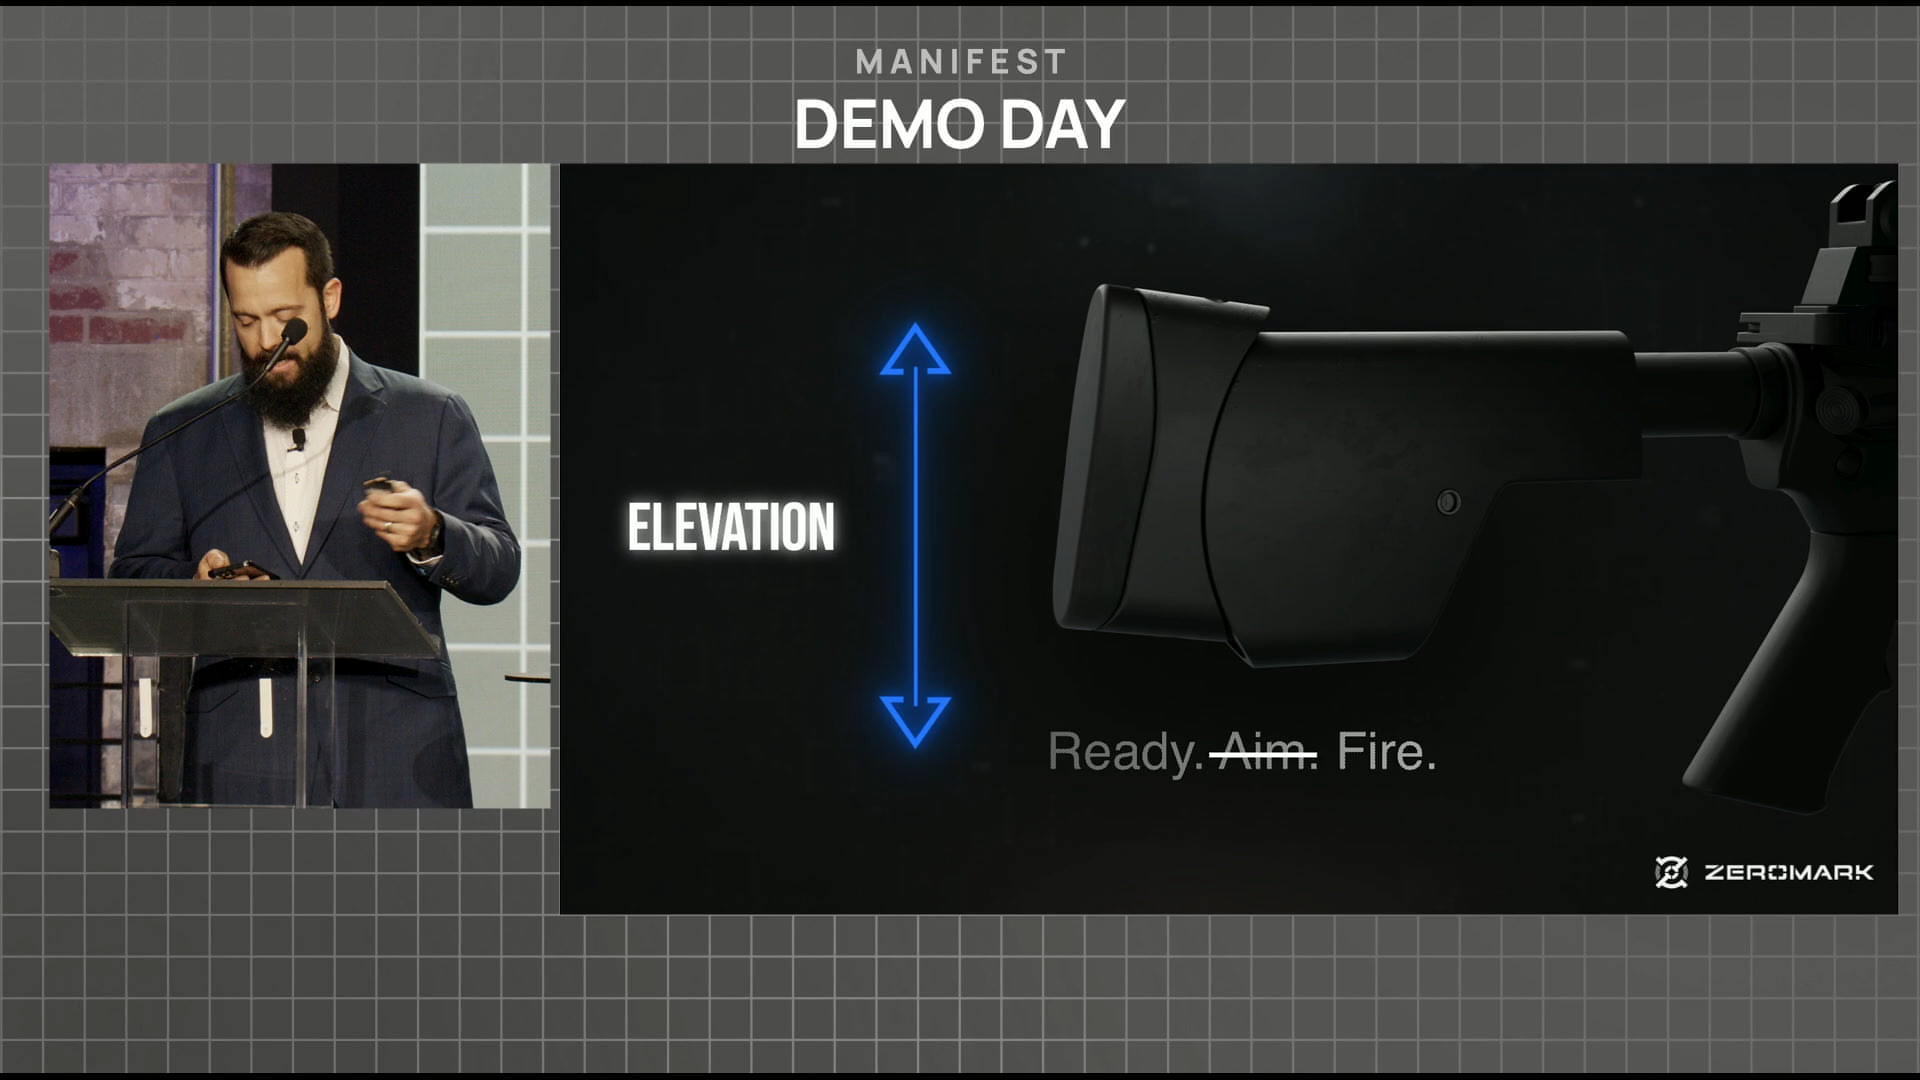 MANIFEST
DEMO DAY
ELEVATION
Ready. Aim. Fire.
ZEROMARK